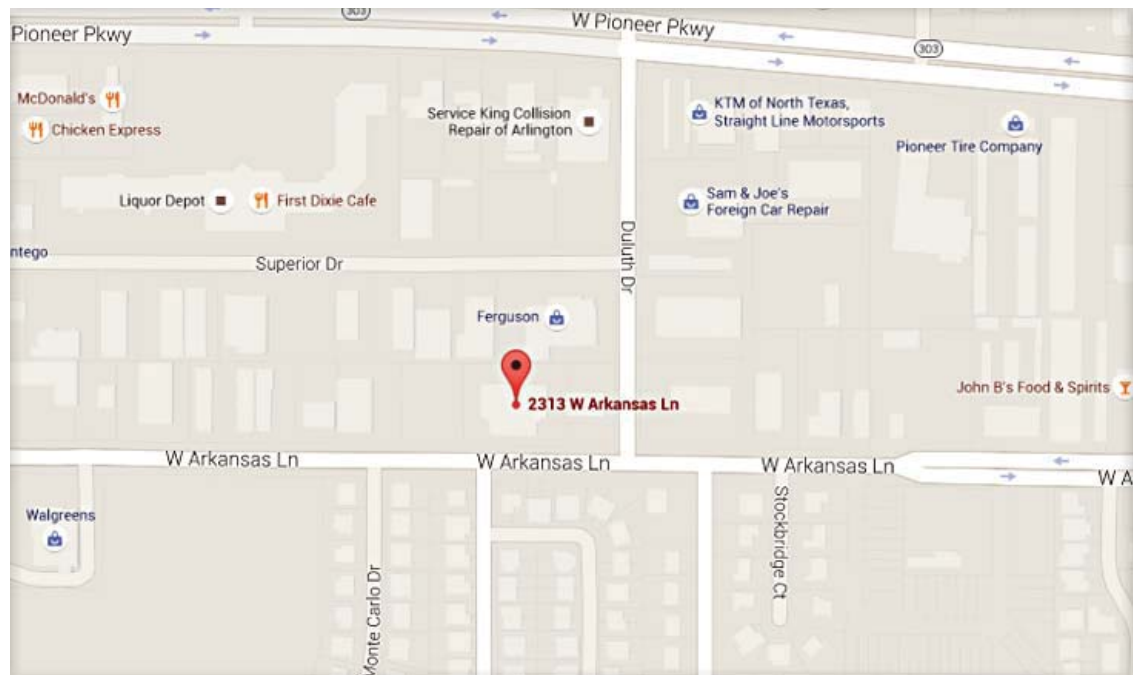 303
W Pioneer Pkwy
Pioneer Pkwy
303
McDonald's
Chicken Express
Service King Collision
Repair of Arlington
KTM of North Texas,
Straight Line Motorsports
Pioneer Tire Company
Liquor Depot
First Dixie Cafe
Sam & Joe's
Foreign Car Repair
ntego
Superior Dr
Duluth Dr
Ferguson
2313 W Arkansas Ln
John B's Food & Spirits
W Arkansas Ln
W Arkansas Ln
W Arkansas Ln
W A
Walgreens
Monte Carlo Dr
Stockbridge Ct